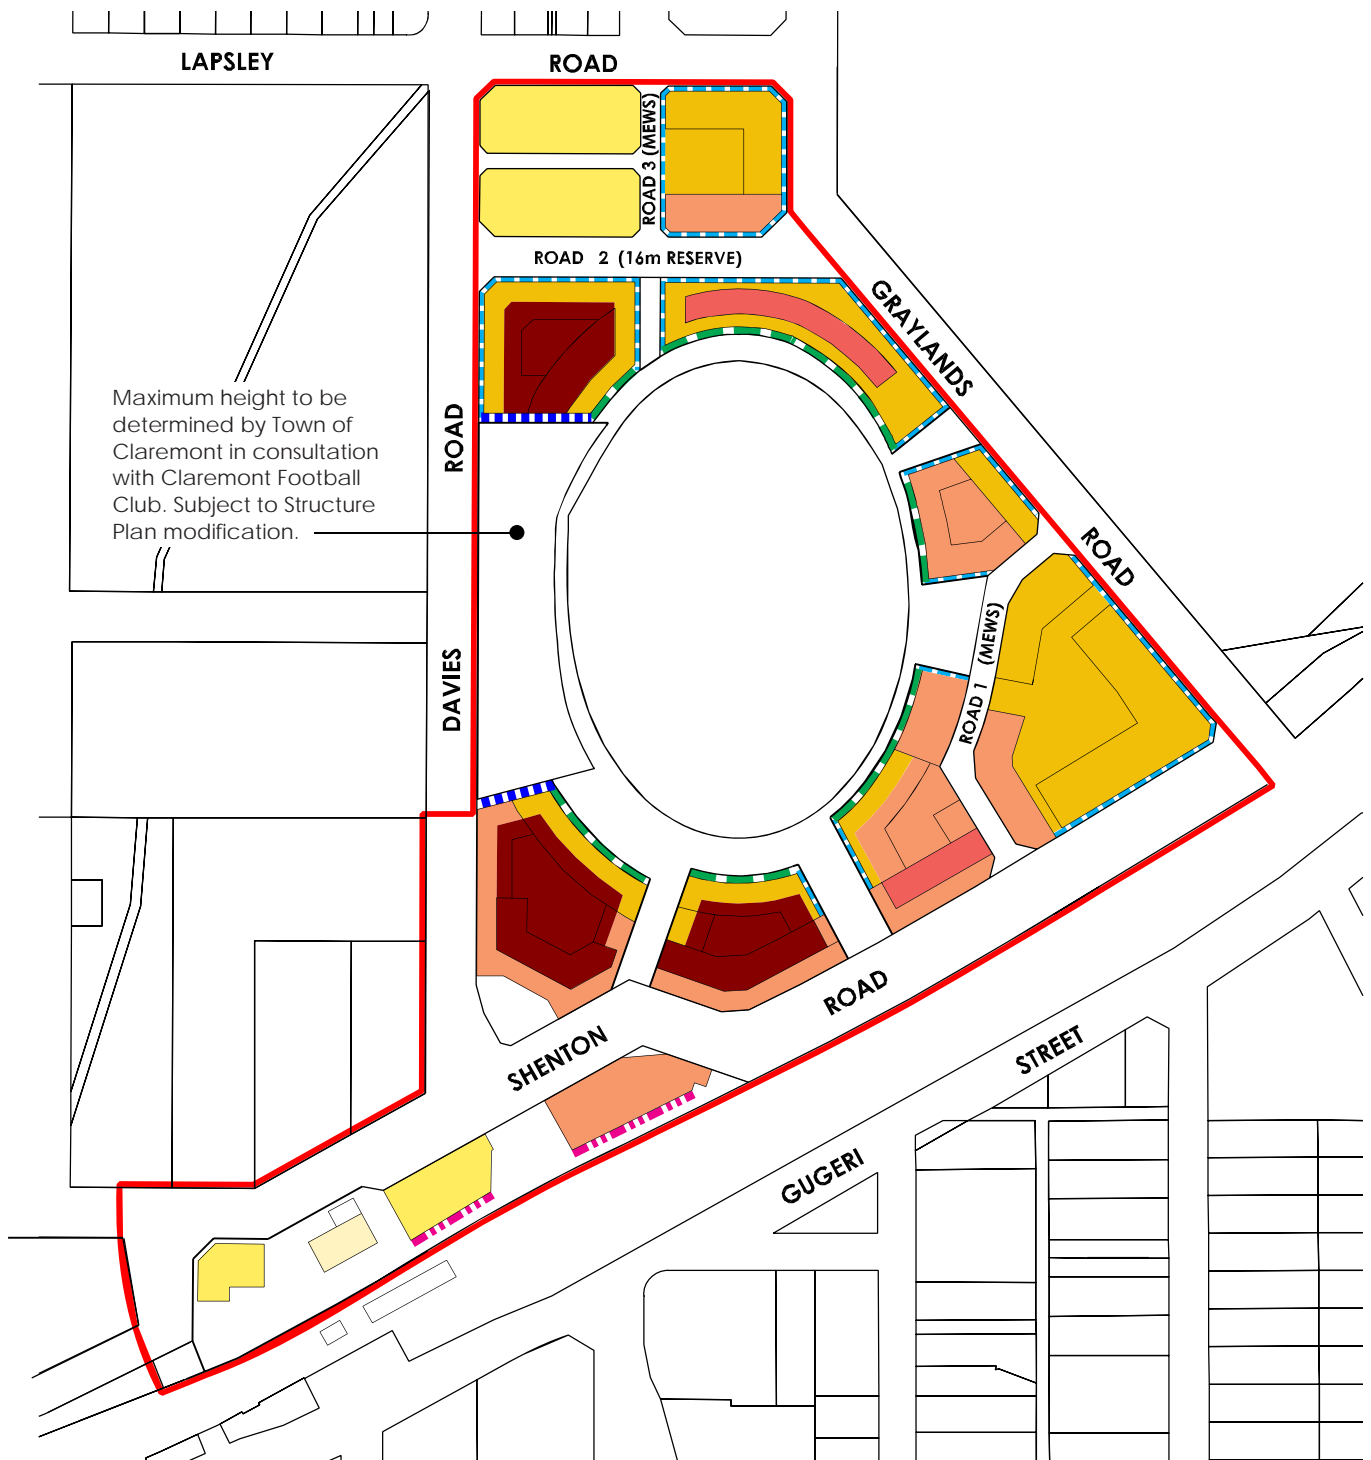 LAPSLEY ROAD
ROAD 3 (MEWS)
ROAD 2 (16m RESERVE)
GRAYLANDS ROAD
Maximum height to be
determined by Town of
Claremont in consultation
with Claremont Football
Club. Subject to Structure
Plan modification.
DAVIES ROAD
ROAD 1 (MEWS)
SHENTON ROAD
GUGERI STREET